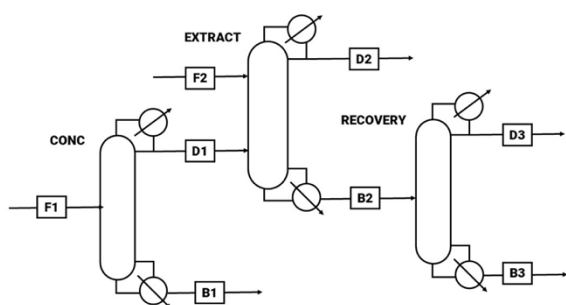 EXTRACT
D2
F2
RECOVERY
D3
CONC
D1
F1
B2
B1
B3